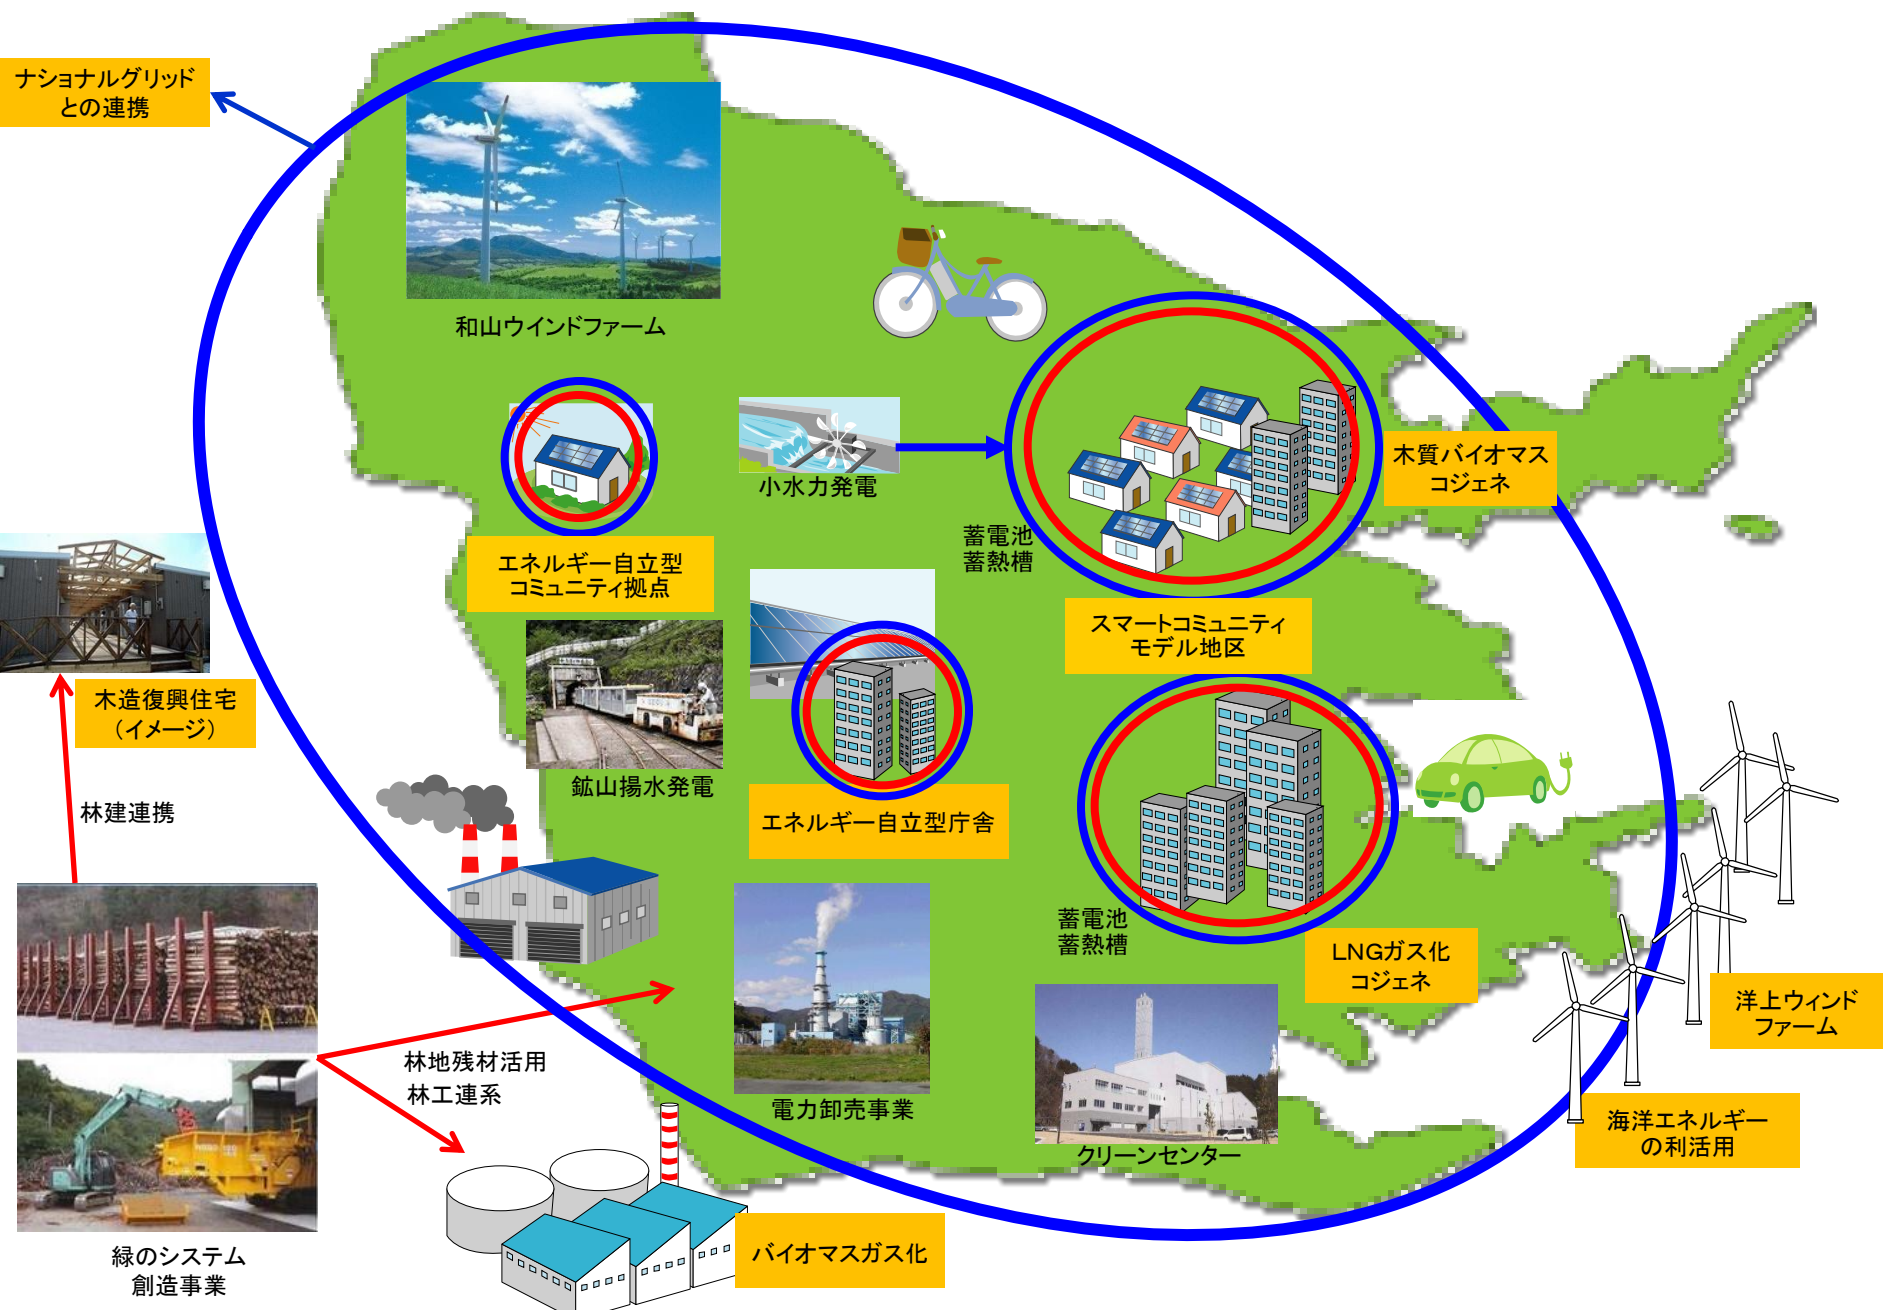 ナショナルグリッド
との連携
和山ウインドファーム
小水力発電
木質バイオマス
コジェネ
蓄電池
蓄熱槽
エネルギー自立型
コミュニティ拠点
スマートコミュニティ
モデル地区
木造復興住宅
（イメージ）
鉱山揚水発電
エネルギー自立型庁舎
林建連携
蓄電池
蓄熱槽
LNGガス化
コジェネ
洋上ウィンド
ファーム
林地残材活用
林工連系
電力卸売事業
クリーンセンター
海洋エネルギー
の利活用
緑のシステム
創造事業
バイオマスガス化